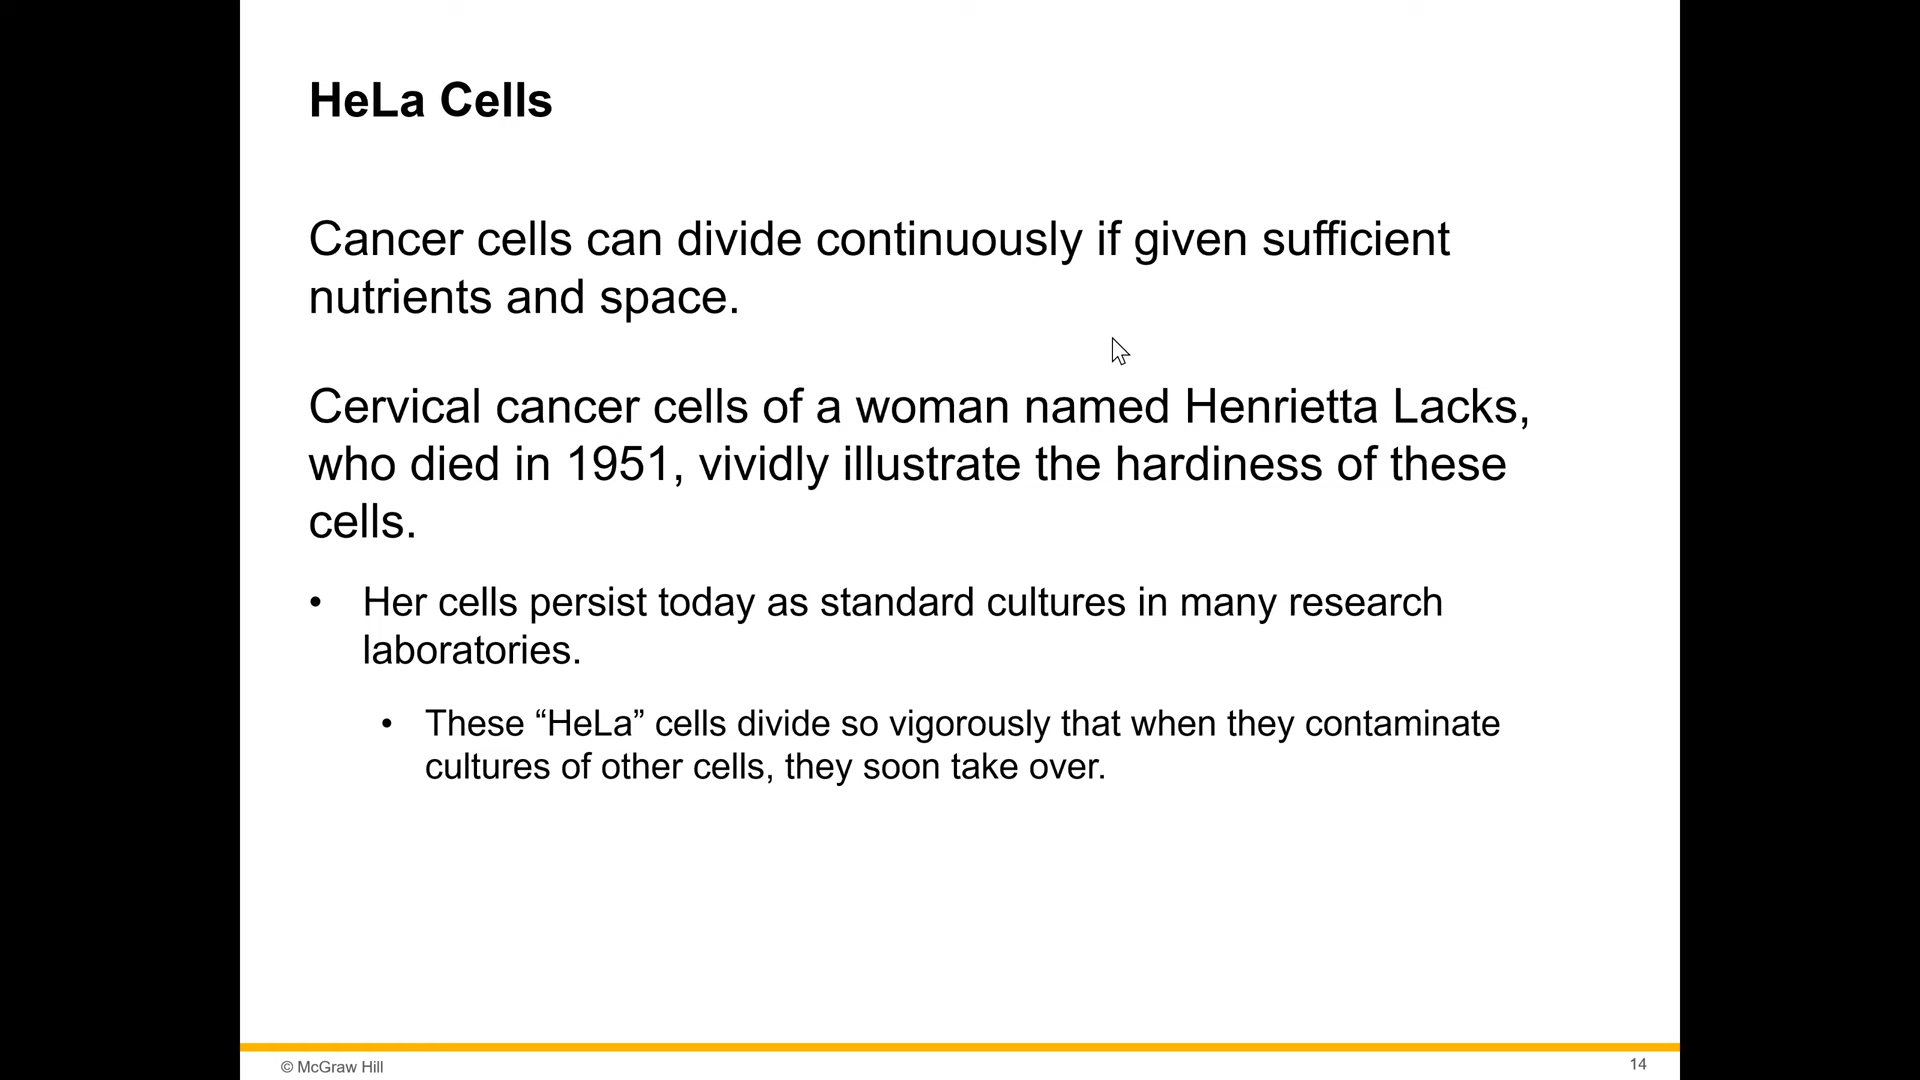 HeLa Cells
Cancer cells can divide continuously if given sufficient
nutrients and space.
Cervical cancer cells of a woman named Henrietta Lacks,
who died in 1951, vividly illustrate the hardiness of these
cells.
• Her cells persist today as standard cultures in many research
laboratories.
• These “HeLa” cells divide so vigorously that when they contaminate
cultures of other cells, they soon take over.
© McGraw Hill
14